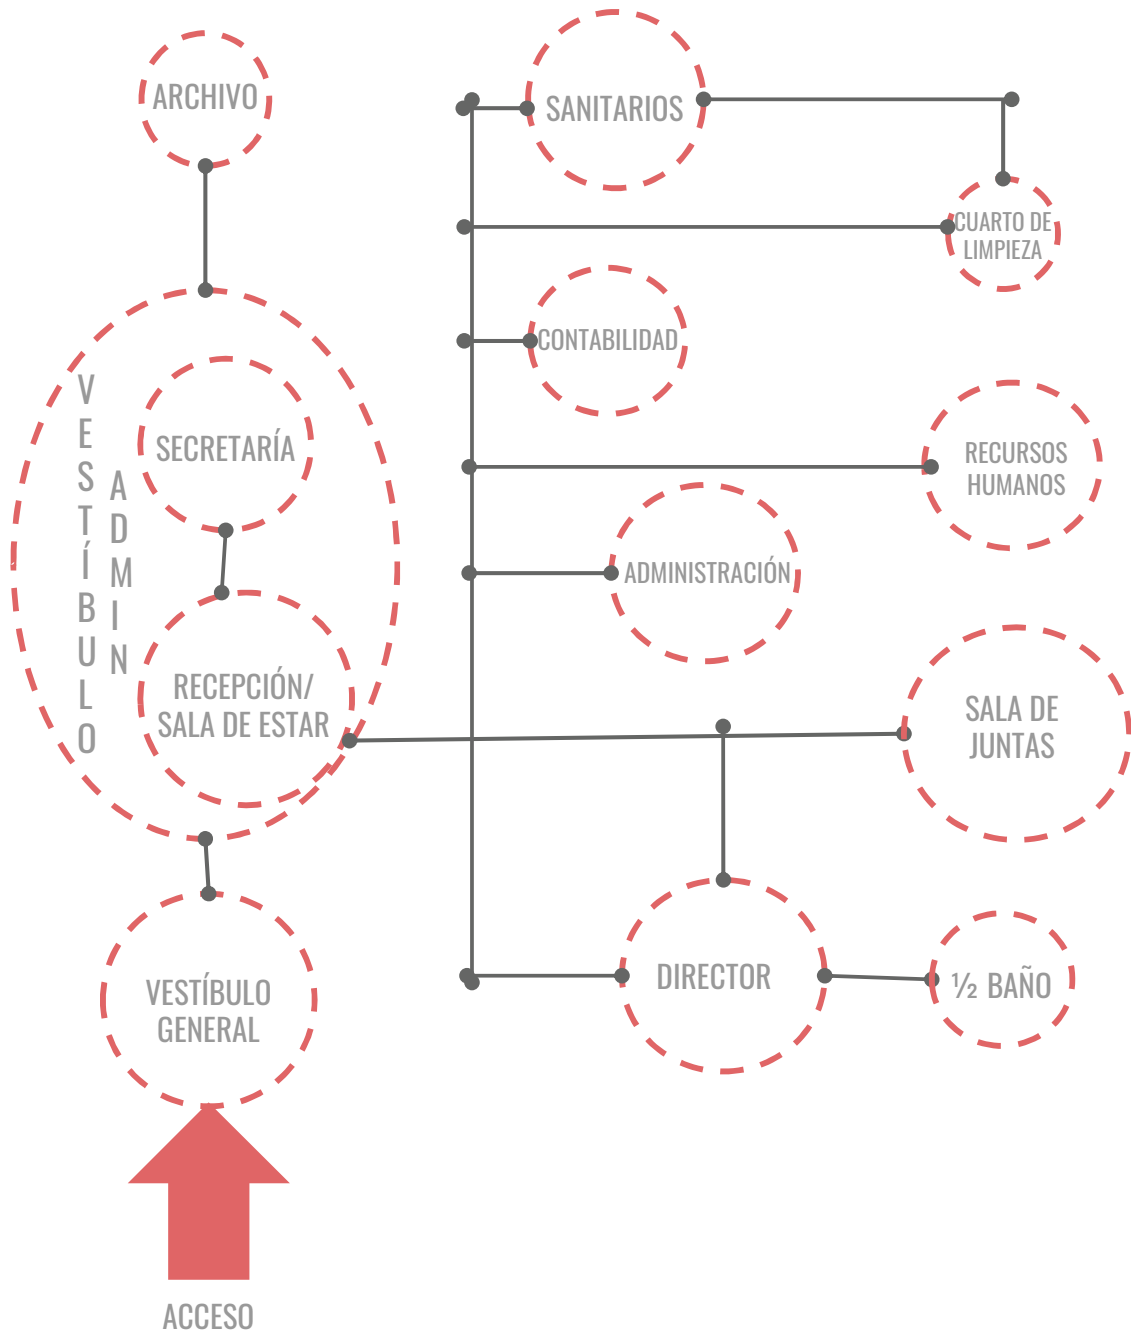 ARCHIVO
SANITARIOS
CUARTO DE
LIMPIEZA
CONTABILIDAD
VESTÍBULO
ADMIN
SECRETARÍA
RECURSOS
HUMANOS
ADMINISTRACIÓN
RECEPCIÓN/
SALA DE ESTAR
SALA DE
JUNTAS
DIRECTOR
½ BAÑO
VESTÍBULO
GENERAL
ACCESO